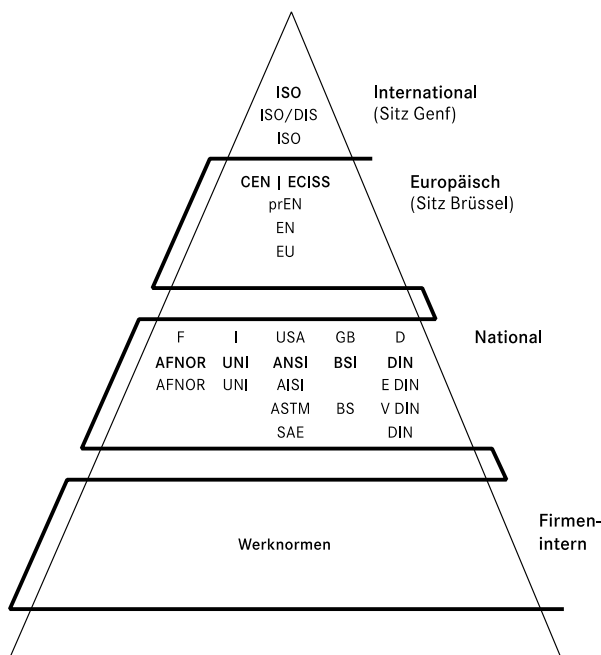 ISO
ISO/DIS
ISO
International
(Sitz Genf)
CEN | ECISS
prEN
EN
EU
Europäisch
(Sitz Brüssel)
F I USA GB D
AFNOR UNI ANSI BSI DIN
AFNOR UNI AISI E DIN
ASTM BS V DIN
SAE DIN
National
Werknormen
Firmen-
intern